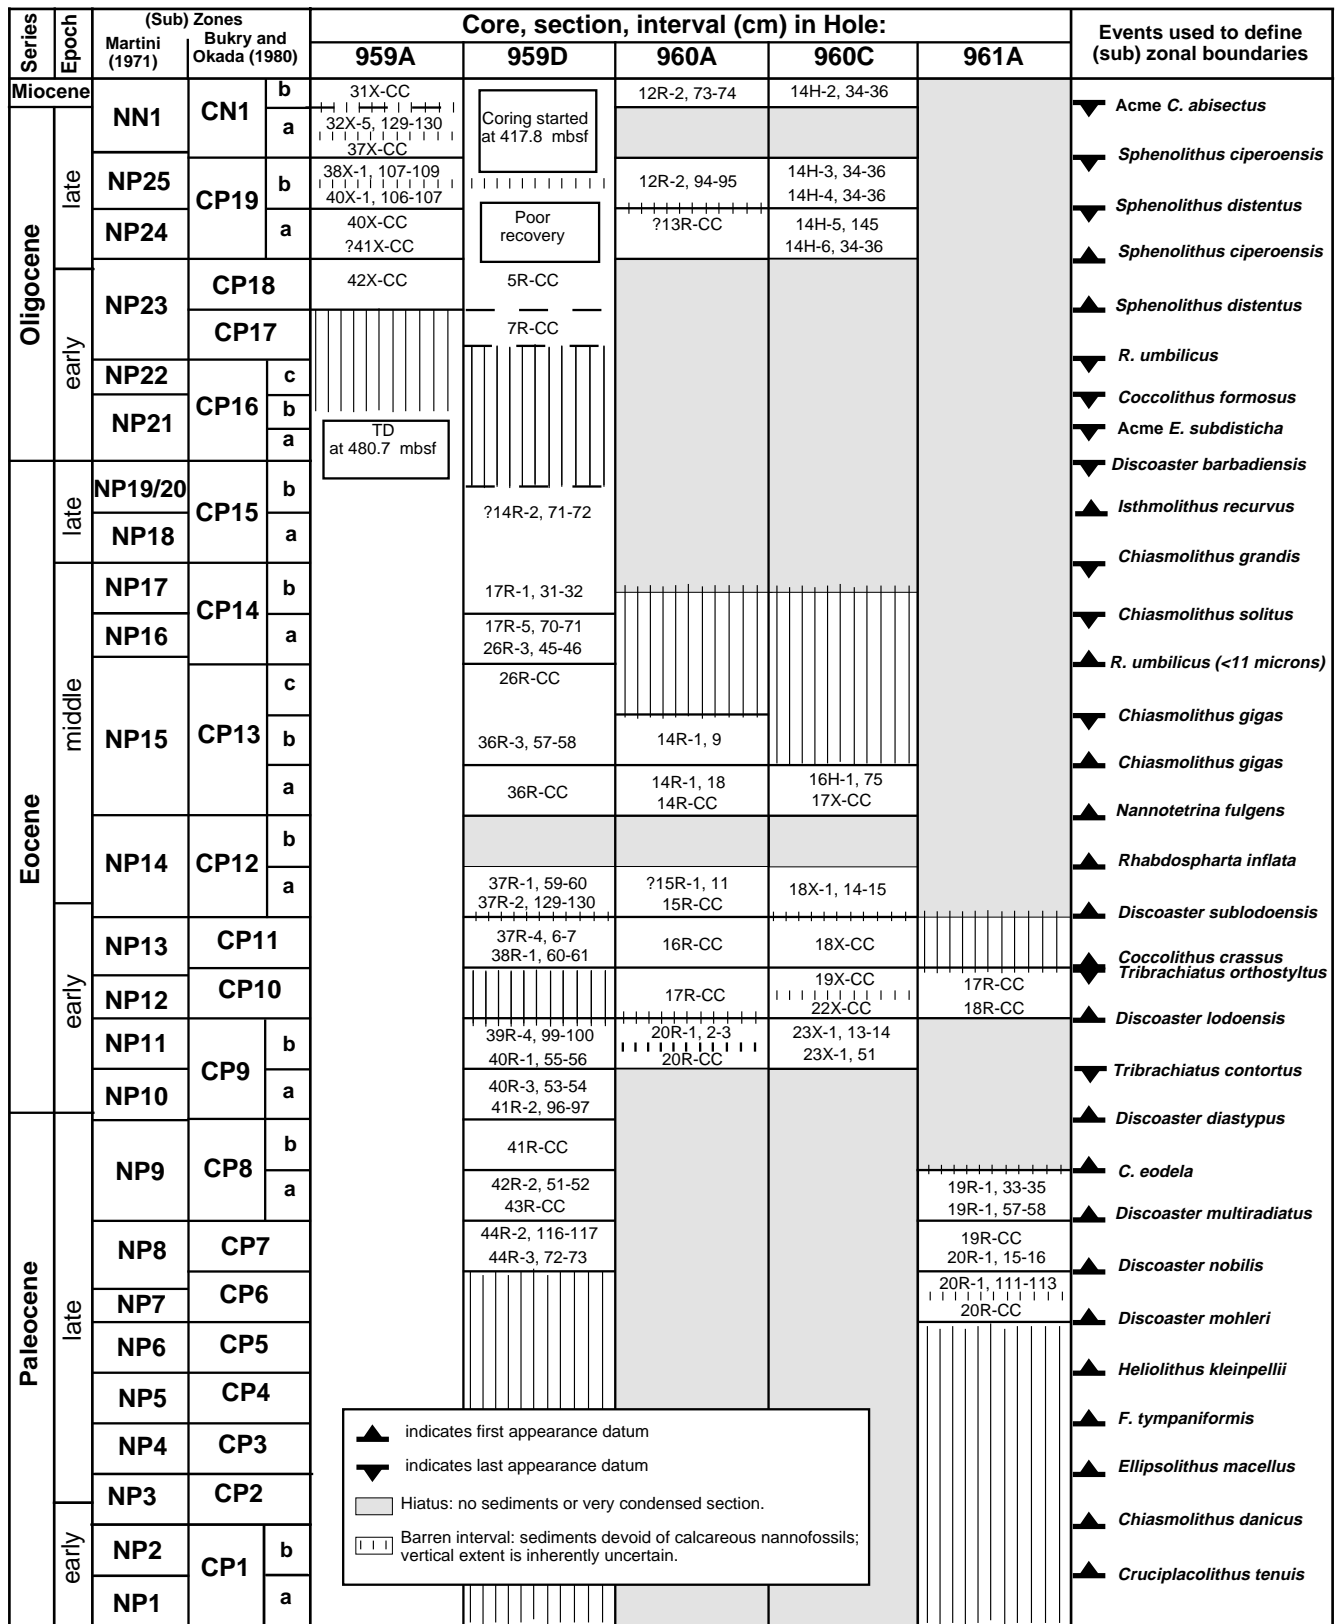 Series
Epoch
(Sub) Zones
Martini
(1971)
Bukry and
Okada (1980)
Core, section, interval (cm) in Hole:
959A
959D
960A
960C
961A
Events used to define
(sub) zonal boundaries
Miocene
Oligocene
Eocene
Paleocene
late
early
late
middle
early
late
early
NN1
NP25
NP24
NP23
NP22
NP21
NP19/20
NP18
NP17
NP16
NP15
NP14
NP13
NP12
NP11
NP10
NP9
NP8
NP7
NP6
NP5
NP4
NP3
NP2
NP1
CN1
b
a
CP19
b
a
CP18
CP17
CP16
c
b
a
CP15
b
a
CP14
b
a
CP13
c
b
a
CP12
b
a
CP11
CP10
CP9
b
a
CP8
b
a
CP7
CP6
CP5
CP4
CP3
CP2
CP1
b
a
31X-CC
32X-5, 129-130
37X-CC
38X-1, 107-109
40X-1, 106-107
40X-CC
?41X-CC
42X-CC
TD
at 480.7 mbsf
Coring started
at 417.8 mbsf
Poor
recovery
5R-CC
7R-CC
?14R-2, 71-72
17R-1, 31-32
17R-5, 70-71
26R-3, 45-46
26R-CC
36R-3, 57-58
36R-CC
37R-1, 59-60
37R-2, 129-130
37R-4, 6-7
38R-1, 60-61
39R-4, 99-100
40R-1, 55-56
40R-3, 53-54
41R-2, 96-97
41R-CC
42R-2, 51-52
43R-CC
44R-2, 116-117
44R-3, 72-73
12R-2, 73-74
12R-2, 94-95
?13R-CC
14R-1, 9
14R-1, 18
14R-CC
?15R-1, 11
15R-CC
16R-CC
17R-CC
20R-1, 2-3
20R-CC
14H-2, 34-36
14H-3, 34-36
14H-4, 34-36
14H-5, 145
14H-6, 34-36
16H-1, 75
17X-CC
18X-1, 14-15
18X-CC
19X-CC
22X-CC
23X-1, 13-14
23X-1, 51
17R-CC
18R-CC
19R-1, 33-35
19R-1, 57-58
19R-CC
20R-1, 15-16
20R-1, 111-113
20R-CC
Acme C. abisectus
Sphenolithus ciperoensis
Sphenolithus distentus
Sphenolithus ciperoensis
Sphenolithus distentus
R. umbilicus
Coccolithus formosus
Acme E. subdisticha
Discoaster barbadiensis
Isthmolithus recurvus
Chiasmolithus grandis
Chiasmolithus solitus
R. umbilicus (<11 microns)
Chiasmolithus gigas
Chiasmolithus gigas
Nannotetrina fulgens
Rhabdospharta inflata
Discoaster sublodoensis
Coccolithus crassus
Tribrachiatus orthostyltus
Discoaster lodoensis
Tribrachiatus contortus
Discoaster diastypus
C. eodela
Discoaster multiradiatus
Discoaster nobilis
Discoaster mohleri
Heliolithus kleinpellii
F. tympaniformis
Ellipsolithus macellus
Chiasmolithus danicus
Cruciplacolithus tenuis
indicates first appearance datum
indicates last appearance datum
Hiatus: no sediments or very condensed section.
Barren interval: sediments devoid of calcareous nannofossils;
vertical extent is inherently uncertain.